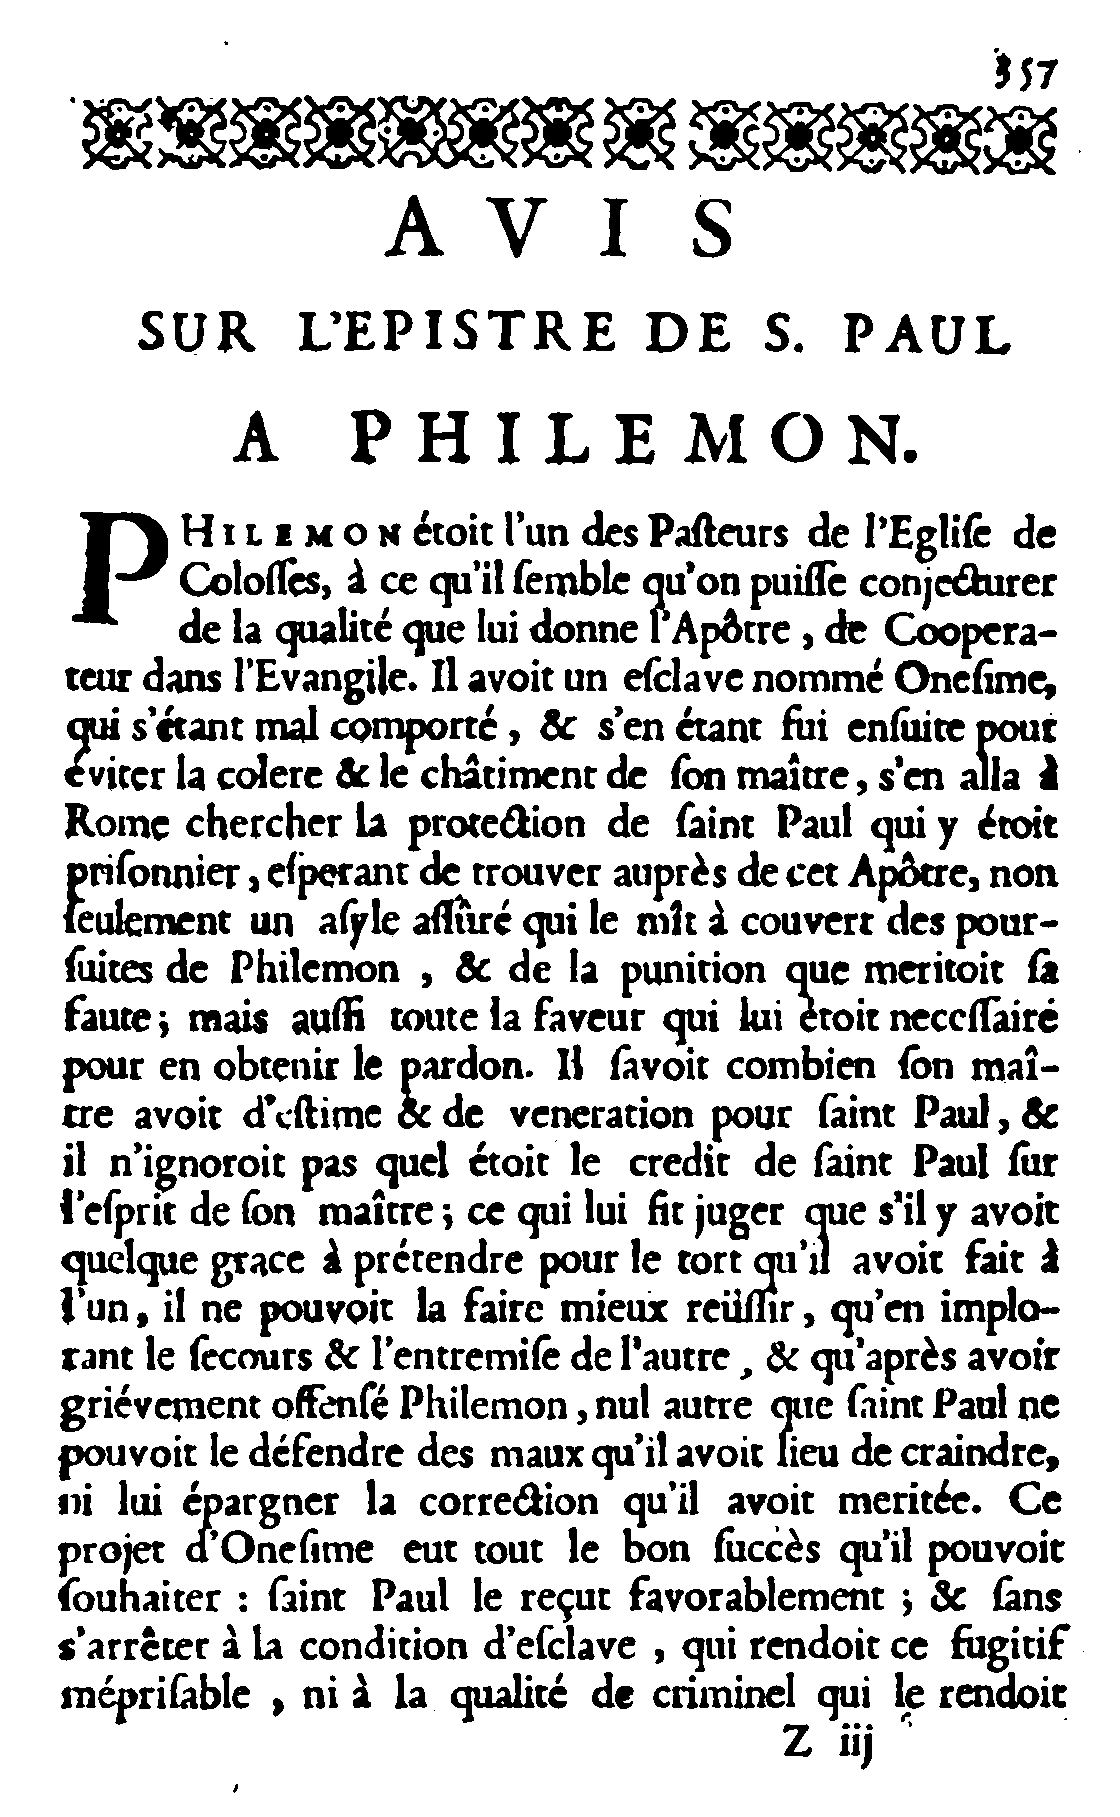 357
AVIS
SUR L'EPISTRE DE S. PAUL
A PHILEMON.
PHILEMON étoit l'un des Paſteurs de l'Egliſe de
Coloſſes, à ce qu'il ſemble qu'on puiſſe conjecturer
de la qualité que lui donne l'Apôtre, de Coopera-
teur dans l'Evangile. Il avoit un eſclave nommé Oneſime,
qui s'étant mal comporté, & s'en étant fui enſuite pour
éviter la colere & le châtiment de ſon maître, s'en alla à
Rome chercher la protection de ſaint Paul qui y étoit
priſonnier, eſperant de trouver auprès de cet Apôtre, non
ſeulement un aſyle aſſûré qui le mît à couvert des pour-
ſuites de Philemon, & de la punition que meritoit ſa
faute; mais auſſi toute la faveur qui lui étoit neceſſairé
pour en obtenir le pardon. Il ſavoit combien ſon maî-
tre avoit d'eſtime & de veneration pour ſaint Paul, &
il n'ignoroit pas quel étoit le credit de ſaint Paul ſur
l'eſprit de ſon maître; ce qui lui fit juger que s'il y avoit
quelque grace à prétendre pour le tort qu'il avoit fait à
l'un, il ne pouvoit la faire mieux reüſſir, qu'en implo-
rant le ſecours & l'entremiſe de l'autre, & qu'après avoir
griévement offenſé Philemon, nul autre que ſaint Paul ne
pouvoit le défendre des maux qu'il avoit lieu de craindre,
ni lui épargner la correction qu'il avoit meritée. Ce
projet d'Oneſime eut tout le bon ſuccès qu'il pouvoit
ſouhaiter : ſaint Paul le reçut favorablement; & ſans
s'arrêter à la condition d'eſclave, qui rendoit ce fugitif
mépriſable, ni à la qualité de criminel qui le rendoit
Z iij